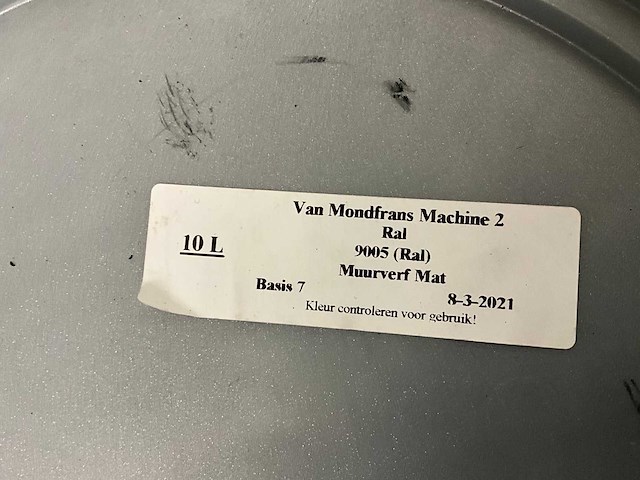 Van Mondfrans Machine 2
Ral
10 L
9005 (Ral)
Muurverf Mat
Basis 7
8-3-2021
Kleur controleren voor gebruik!